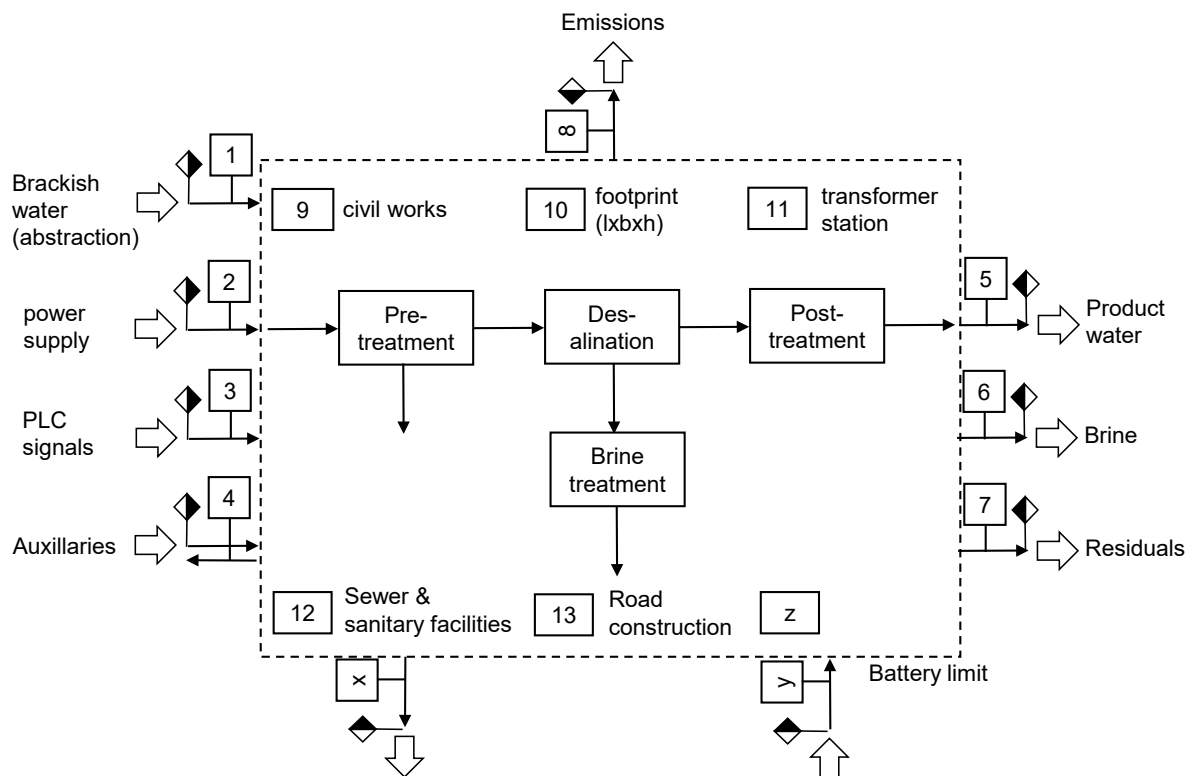 Emissions
8
1
Brackish
water
(abstraction)
9
civil works
10
footprint
(lxbxh)
11
transformer
station
2
power
supply
Pre-
treatment
Des-
alination
Post-
treatment
5
Product
water
3
PLC
signals
6
Brine
Brine
treatment
4
Auxillaries
7
Residuals
12
Sewer &
sanitary facilities
13
Road
construction
z
x
y
Battery limit